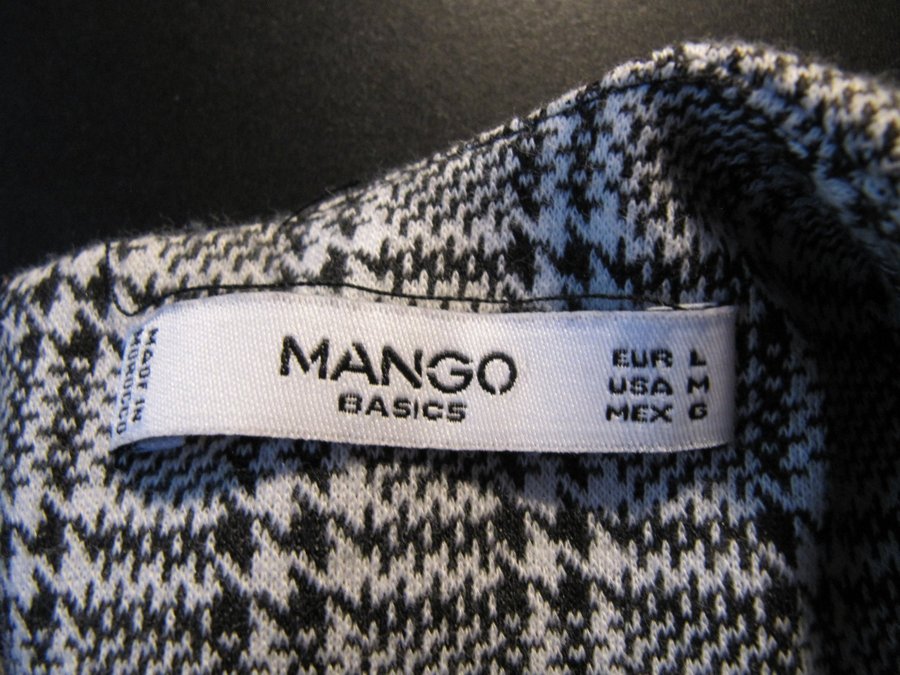 MADE IN
MOROCCO
MANGO
BASICS
EUR L
USA M
MEX G